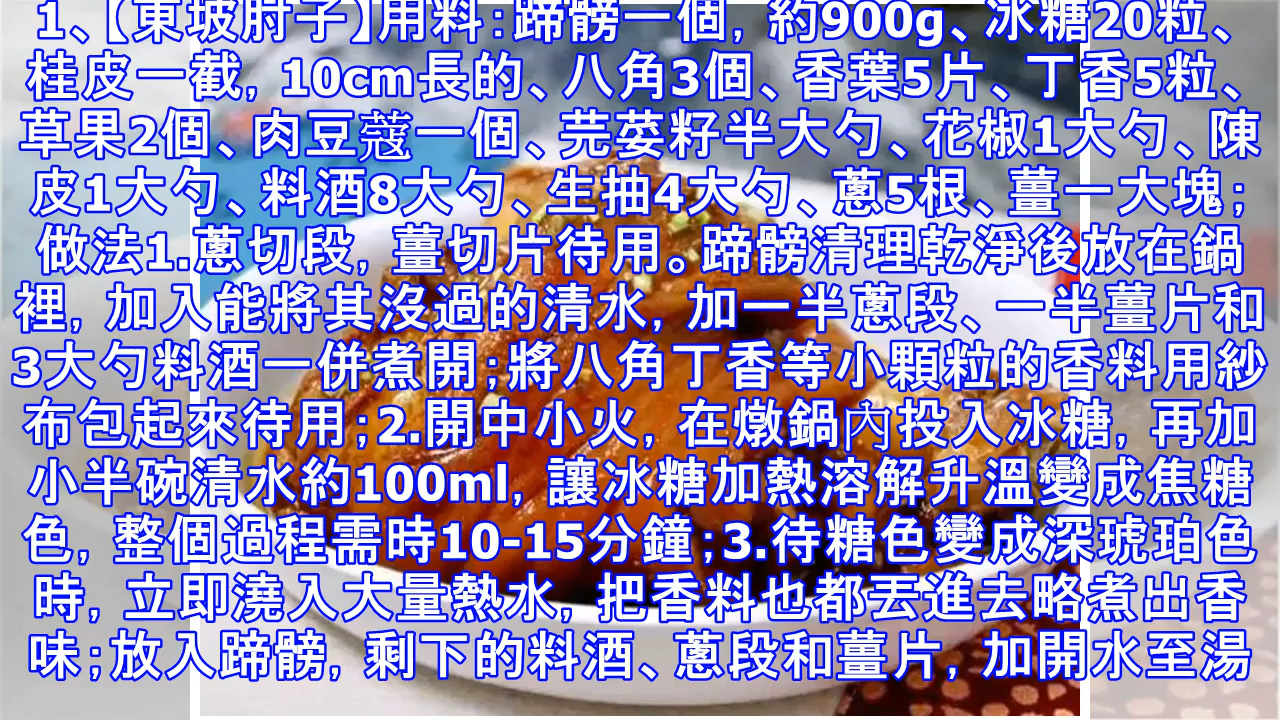 1、【東坡肘子】用料：蹄髈一個，約900g、冰糖20粒、
桂皮一截，10cm長的、八角3個、香葉5片、丁香5粒、
草果2個、肉豆蔻一個、芫荽籽半大勺、花椒1大勺、陳
皮1大勺、料酒8大勺、生抽4大勺、蔥5根、薑一大塊；
做法1.蔥切段，薑切片待用。蹄髈清理乾淨後放在鍋
裡，加入能將其沒過的清水，加一半蔥段、一半薑片和
3大勺料酒一併煮開；將八角丁香等小顆粒的香料用紗
布包起來待用；2.開中小火，在燉鍋內投入冰糖，再加
小半碗清水約100ml，讓冰糖加熱溶解升溫變成焦糖
色，整個過程需時10-15分鐘；3.待糖色變成深琥珀色
時，立即澆入大量熱水，把香料也都丟進去略煮出香
味；放入蹄髈，剩下的料酒、蔥段和薑片，加開水至湯